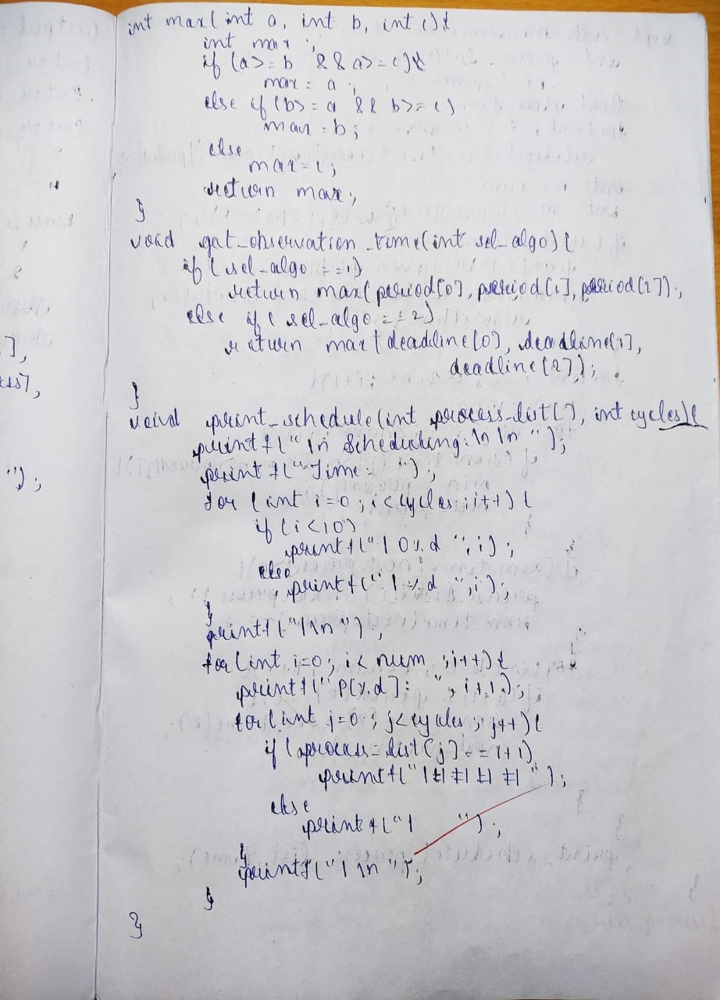 int max(int a, int b, int c){
int max;
if (a>=b && a>=c){
max = a;
else if (b>=a && b>=c)
max = b;
else
max=c;
return max;
}
void get_observation_time(int sel_algo){
if (sel_algo ==1)
return max(period[0], period[1], period[2]);
else if (sel_algo == 2)
return max(deadline[0], deadline[1],
deadline[2]);
],
}
void print_schedule(int process_list[], int cycles){
printf("\n Scheduling:\n\n ");
printf("Time: ");
");
for (int i=0; i<cycles; i++){
if (i<10)
printf("| 0%d ", i);
else
printf("| %d ", i);
}
printf("|\n");
for(int i=0; i< num ; i++){
printf("P[%d]: ", i+1);
for(int j=0; j<cycles; j++){
if (process_list[j]==i+1)
printf("|#|#|#|#|");
else
printf("| ");
}
printf("|\n");
}
}